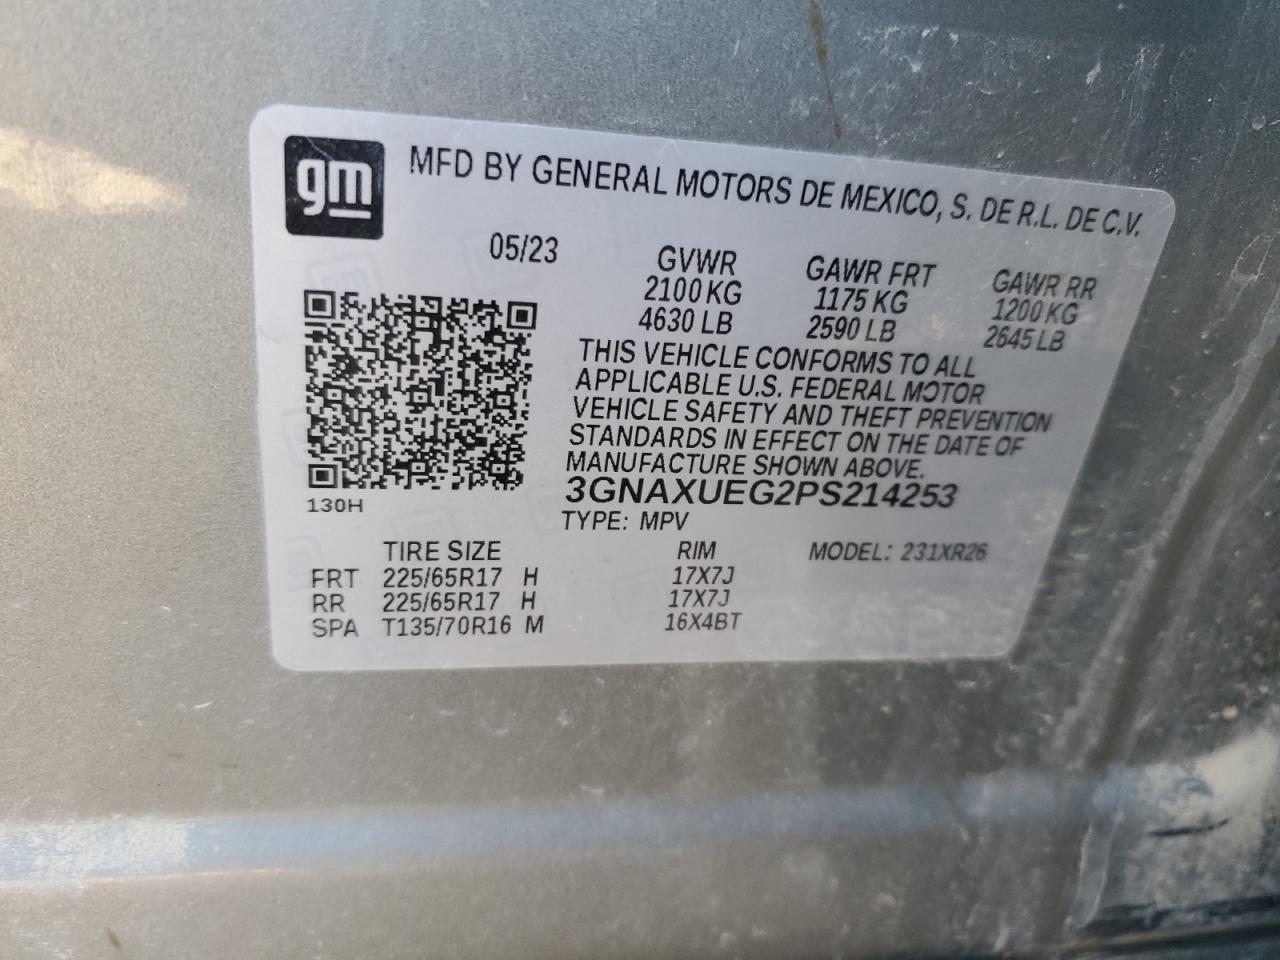 gm
MFD BY GENERAL MOTORS DE MEXICO, S. DE R.L. DE C.V.
05/23 GVWR GAWR FRT GAWR RR
2100 KG 1175 KG 1200 KG
4630 LB 2590 LB 2645 LB
THIS VEHICLE CONFORMS TO ALL
APPLICABLE U.S. FEDERAL MOTOR
VEHICLE SAFETY AND THEFT PREVENTION
STANDARDS IN EFFECT ON THE DATE OF
MANUFACTURE SHOWN ABOVE.
3GNAXUEG2PS214253
130H
TYPE: MPV
TIRE SIZE RIM MODEL: 231XR26
FRT 225/65R17 H 17X7J
RR 225/65R17 H 17X7J
SPA T135/70R16 M 16X4BT